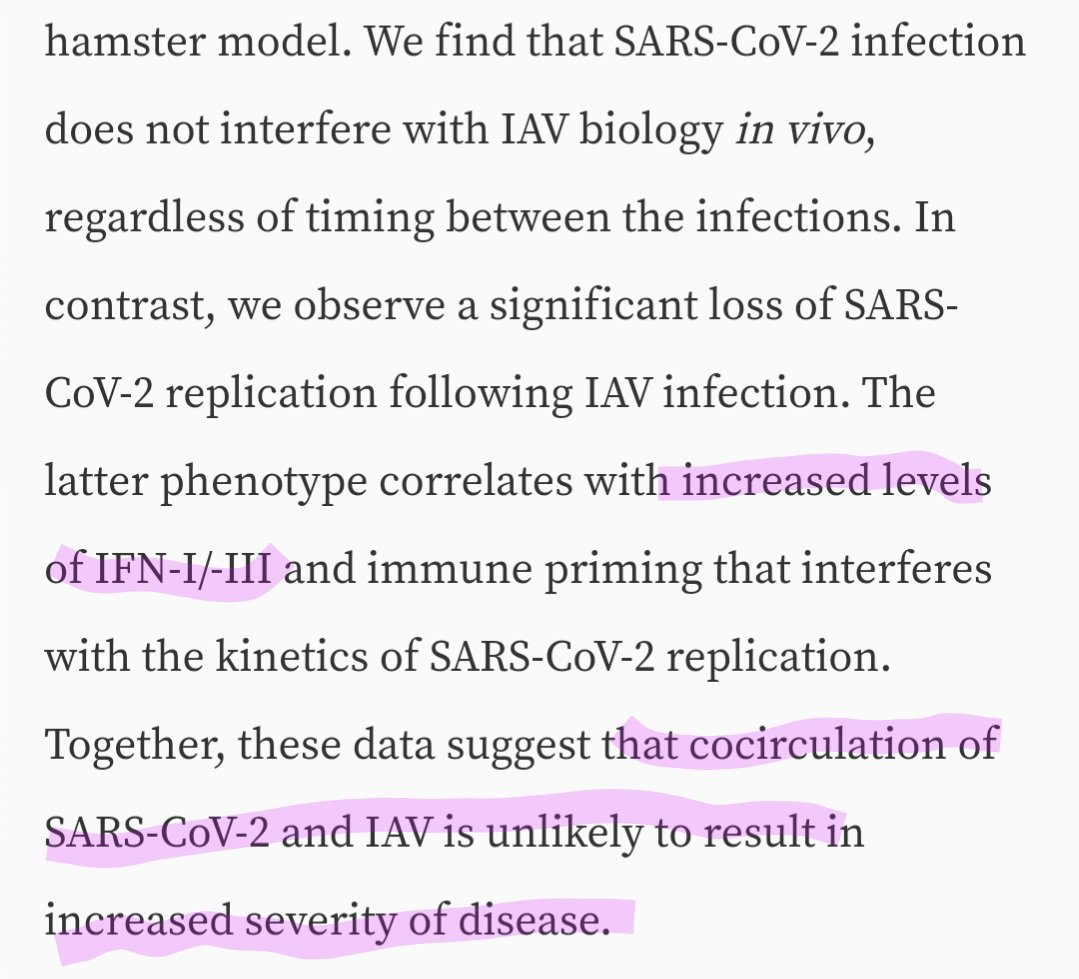 hamster model. We find that SARS-CoV-2 infection
does not interfere with IAV biology in vivo,
regardless of timing between the infections. In
contrast, we observe a significant loss of SARS-
CoV-2 replication following IAV infection. The
latter phenotype correlates with increased levels
of IFN-I/-III and immune priming that interferes
with the kinetics of SARS-CoV-2 replication.
Together, these data suggest that cocirculation of
SARS-CoV-2 and IAV is unlikely to result in
increased severity of disease.